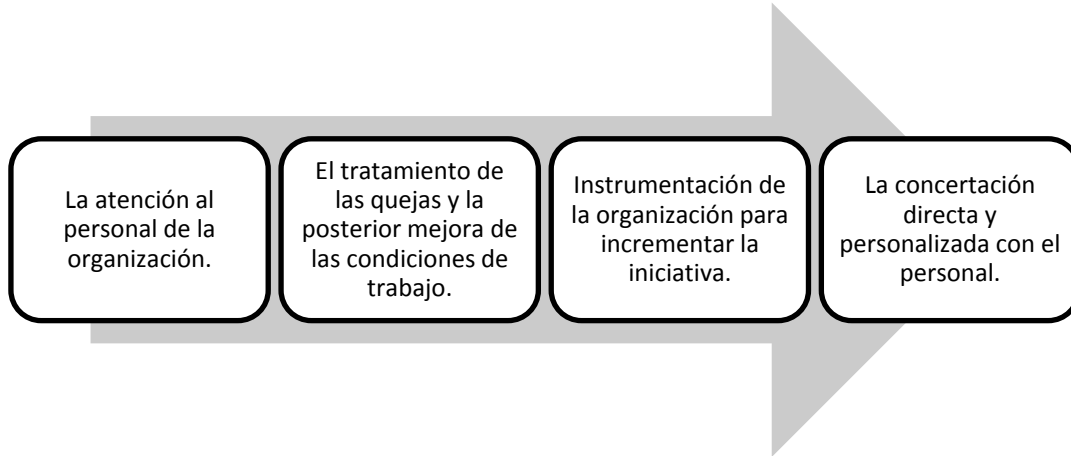 La atención al
personal de la
organización.
El tratamiento de
las quejas y la
posterior mejora de
las condiciones de
trabajo.
Instrumentación de
la organización para
incrementar la
iniciativa.
La concertación
directa y
personalizada con el
personal.